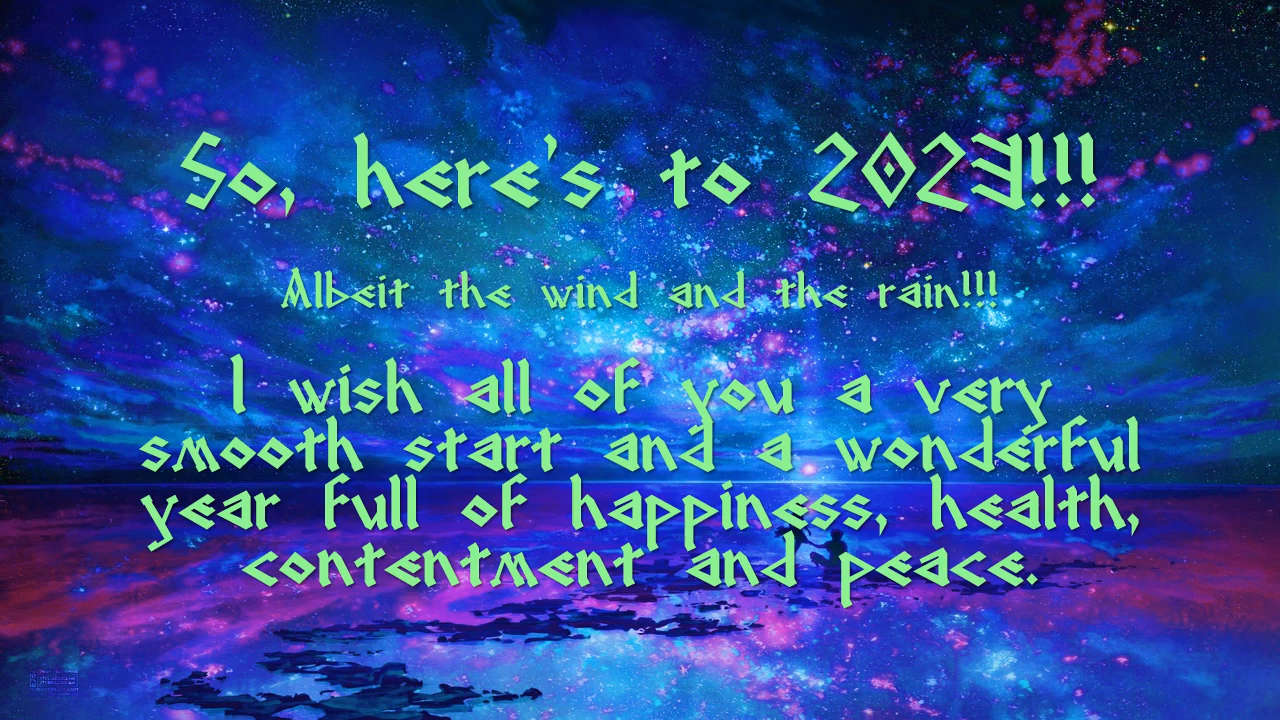 So, here's to 2023!!!
Albeit the wind and the rain!!!
I wish all of you a very
smooth start and a wonderful
year full of happiness, health,
contentment and peace.